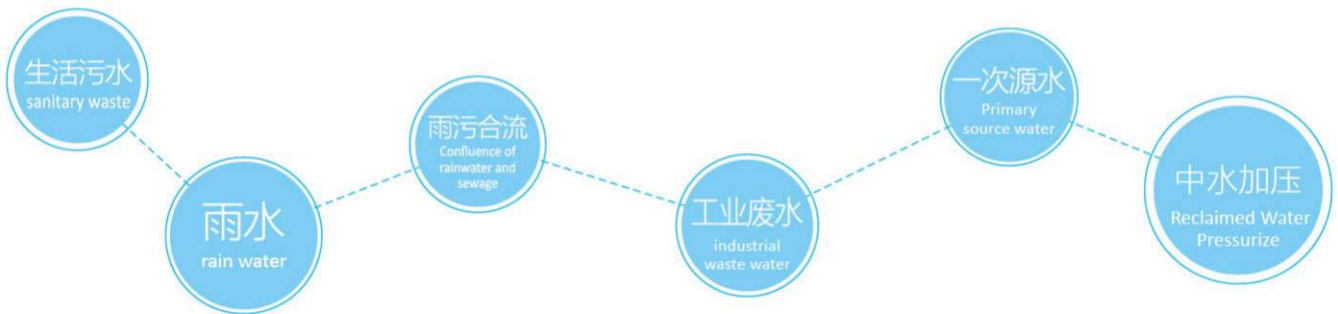 生活污水
sanitary waste
雨水
rain water
雨污合流
Confluence of
rainwater and
sewage
工业废水
industrial
waste water
一次源水
Primary
source water
中水加压
Reclaimed Water
Pressurize